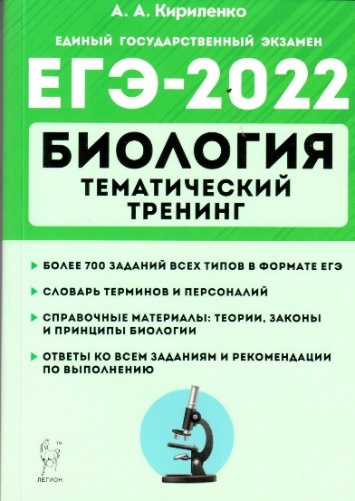 А. А. Кириленко
ЕДИНЫЙ ГОСУДАРСТВЕННЫЙ ЭКЗАМЕН
ЕГЭ-2022
БИОЛОГИЯ
ТЕМАТИЧЕСКИЙ
ТРЕНИНГ
БОЛЕЕ 700 ЗАДАНИЙ ВСЕХ ТИПОВ В ФОРМАТЕ ЕГЭ
СЛОВАРЬ ТЕРМИНОВ И ПЕРСОНАЛИЙ
СПРАВОЧНЫЕ МАТЕРИАЛЫ: ТЕОРИИ, ЗАКОНЫ
И ПРИНЦИПЫ БИОЛОГИИ
ОТВЕТЫ КО ВСЕМ ЗАДАНИЯМ И РЕКОМЕНДАЦИИ
ПО ВЫПОЛНЕНИЮ
TM
ЛЕГИОН